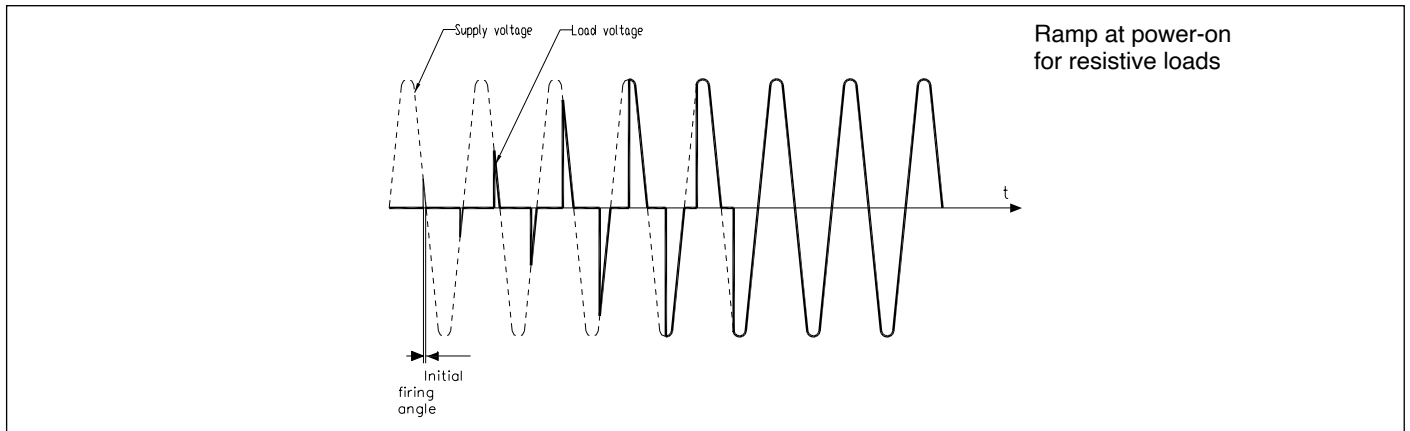 Supply voltage
Load voltage
Ramp at power-on
for resistive loads
t
Initial
firing
angle